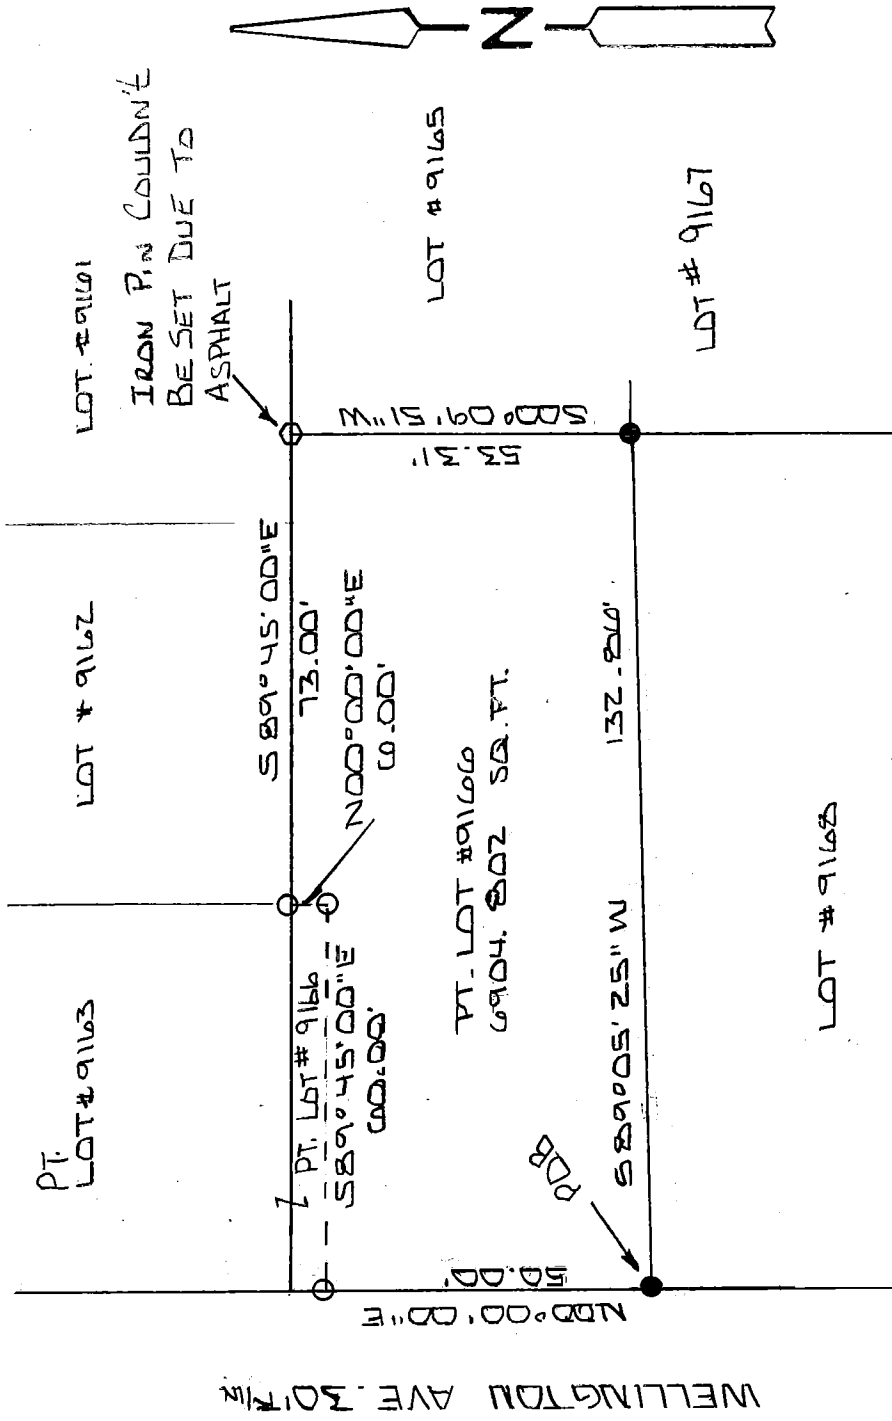 N
LOT #9161
IRON PIN COULDN'T
BE SET DUE TO
ASPHALT
LOT #9165
LOT # 9167
LOT # 9162
PT.
LOT #9163
S 89°45'00"E
73.00'
N00°00'00"E
6.00'
S00°09'51"W
53.31'
PT. LOT # 9166
S89°45'00"E
60.00'
PT. LOT #9166
6904.802 SQ.FT.
132.86'
S89°05'25"W
POB
LOT #9168
50.00'
N00°00'00"E
WELLINGTON AVE. 30' R/W